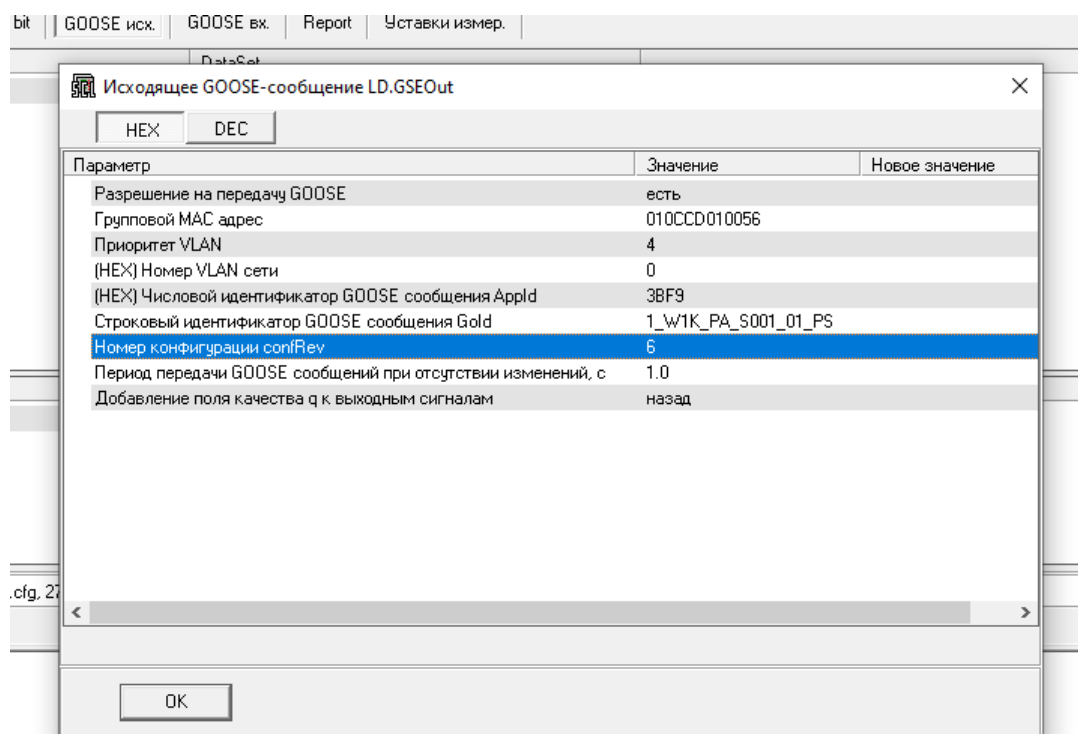 bit GOOSE исх. GOOSE вх. Report Уставки измер.
DataSet
Исходящее GOOSE-сообщение LD.GSEOut
HEX DEC
Параметр Значение Новое значение
Разрешение на передачу GOOSE есть
Групповой MAC адрес 010CCD010056
Приоритет VLAN 4
(HEX) Номер VLAN сети 0
(HEX) Числовой идентификатор GOOSE сообщения AppId 3BF9
Строковый идентификатор GOOSE сообщения GoId 1_W1K_PA_S001_01_PS
Номер конфигурации confRev 6
Период передачи GOOSE сообщений при отсутствии изменений, с 1.0
Добавление поля качества q к выходным сигналам назад
.cfg, 27
OK